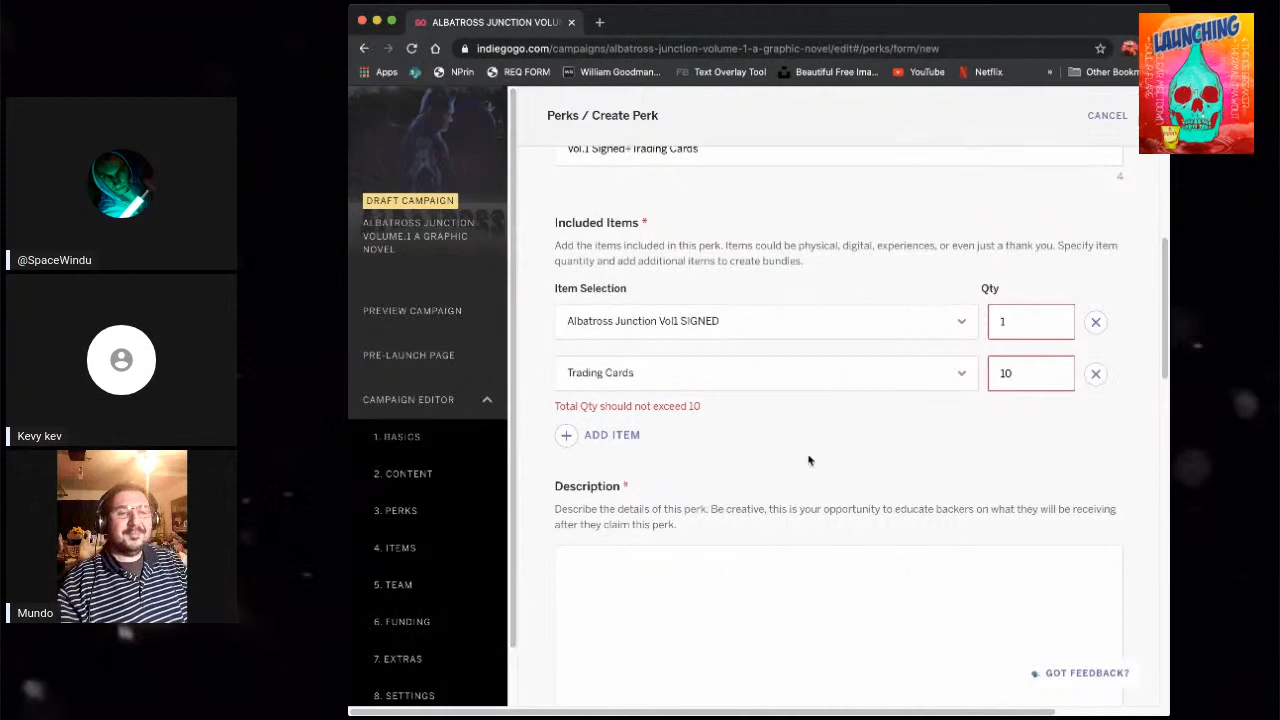 ALBATROSS JUNCTION VOLU
indiegogo.com/campaigns/albatross-junction-volume-1-a-graphic-novel/edit#/perks/form/new
Apps
NPrin
REQ FORM
William Goodman...
Text Overlay Tool
Beautiful Free Ima...
YouTube
Netflix
»
Other Bookm
LAUNCHING
Perks / Create Perk
CANCEL
Vol.1 Signed+Trading Cards
4
DRAFT CAMPAIGN
ALBATROSS JUNCTION
VOLUME.1 A GRAPHIC
NOVEL
PREVIEW CAMPAIGN
PRE-LAUNCH PAGE
CAMPAIGN EDITOR
1. BASICS
2. CONTENT
3. PERKS
4. ITEMS
5. TEAM
6. FUNDING
7. EXTRAS
8. SETTINGS
Included Items *
Add the items included in this perk. Items could be physical, digital, experiences, or even just a thank you. Specify item
quantity and add additional items to create bundles.
Item Selection Qty
Albatross Junction Vol1 SIGNED 1
Trading Cards 10
Total Qty should not exceed 10
ADD ITEM
Description *
Describe the details of this perk. Be creative, this is your opportunity to educate backers on what they will be receiving
after they claim this perk.
GOT FEEDBACK?
@SpaceWindu
Kevy kev
Mundo